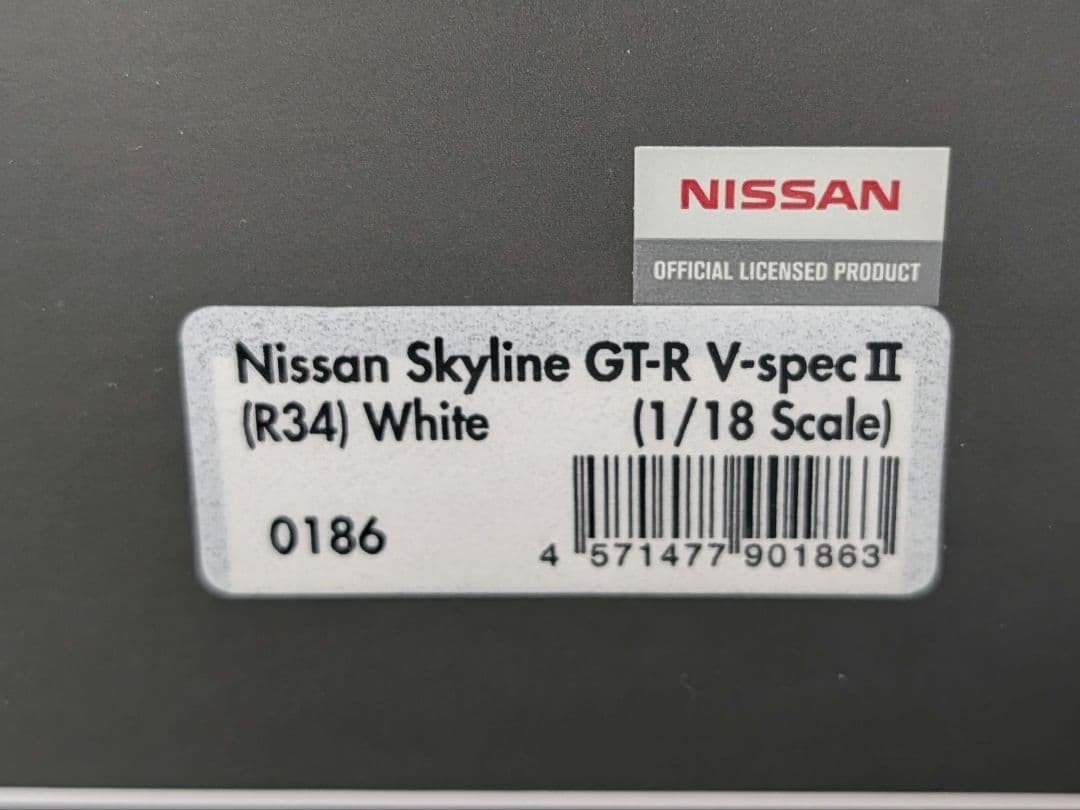 NISSAN
OFFICIAL LICENSED PRODUCT
Nissan Skyline GT-R V-spec II
(R34) White (1/18 Scale)
0186
4 571477 901863